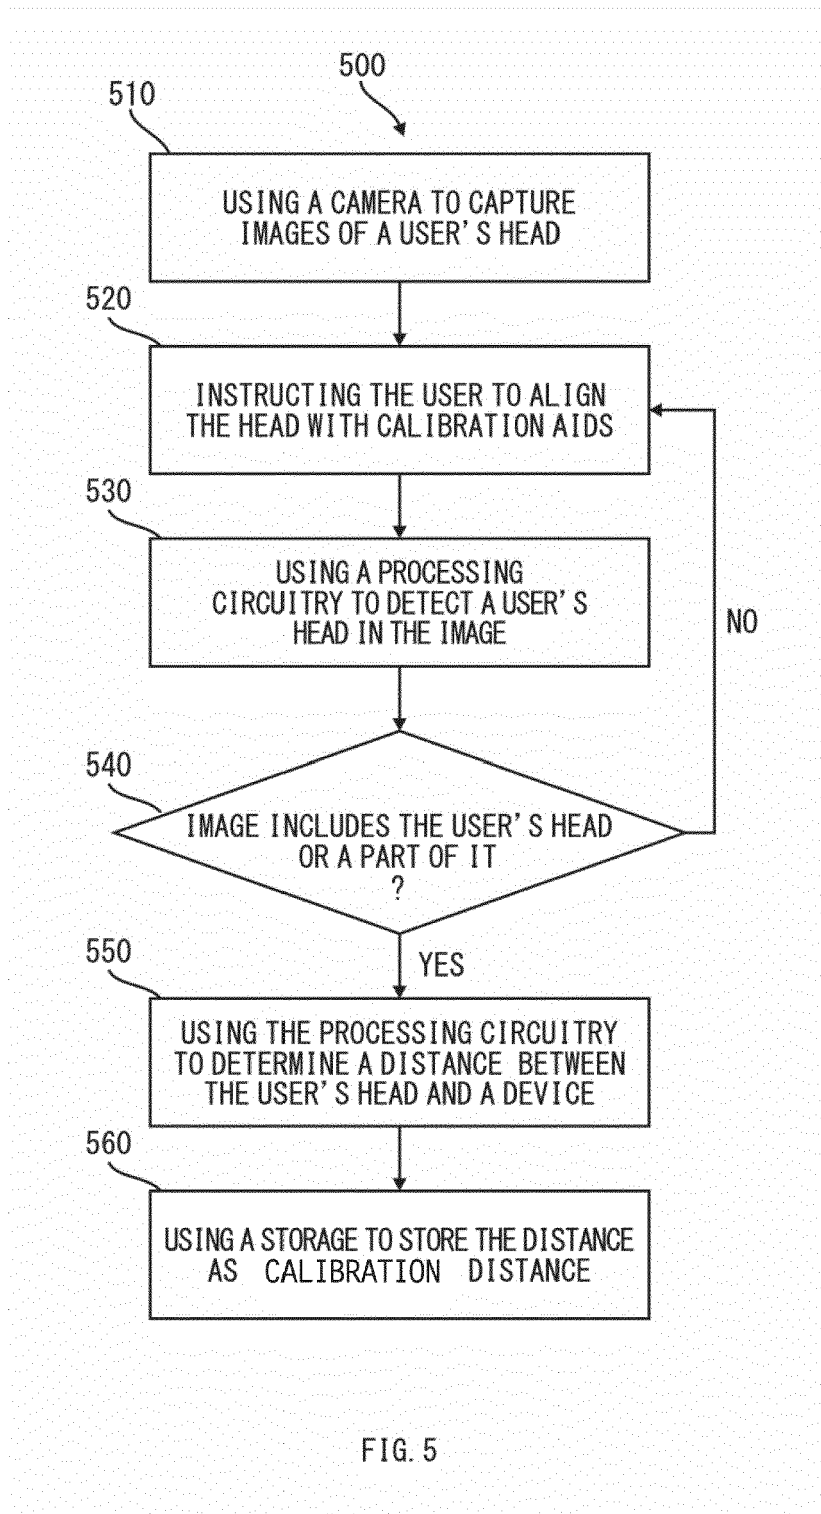 500
510
USING A CAMERA TO CAPTURE
IMAGES OF A USER'S HEAD
520
INSTRUCTING THE USER TO ALIGN
THE HEAD WITH CALIBRATION AIDS
530
USING A PROCESSING
CIRCUITRY TO DETECT A USER'S
HEAD IN THE IMAGE
NO
540
IMAGE INCLUDES THE USER'S HEAD
OR A PART OF IT
?
YES
550
USING THE PROCESSING CIRCUITRY
TO DETERMINE A DISTANCE BETWEEN
THE USER'S HEAD AND A DEVICE
560
USING A STORAGE TO STORE THE DISTANCE
AS CALIBRATION DISTANCE
FIG. 5